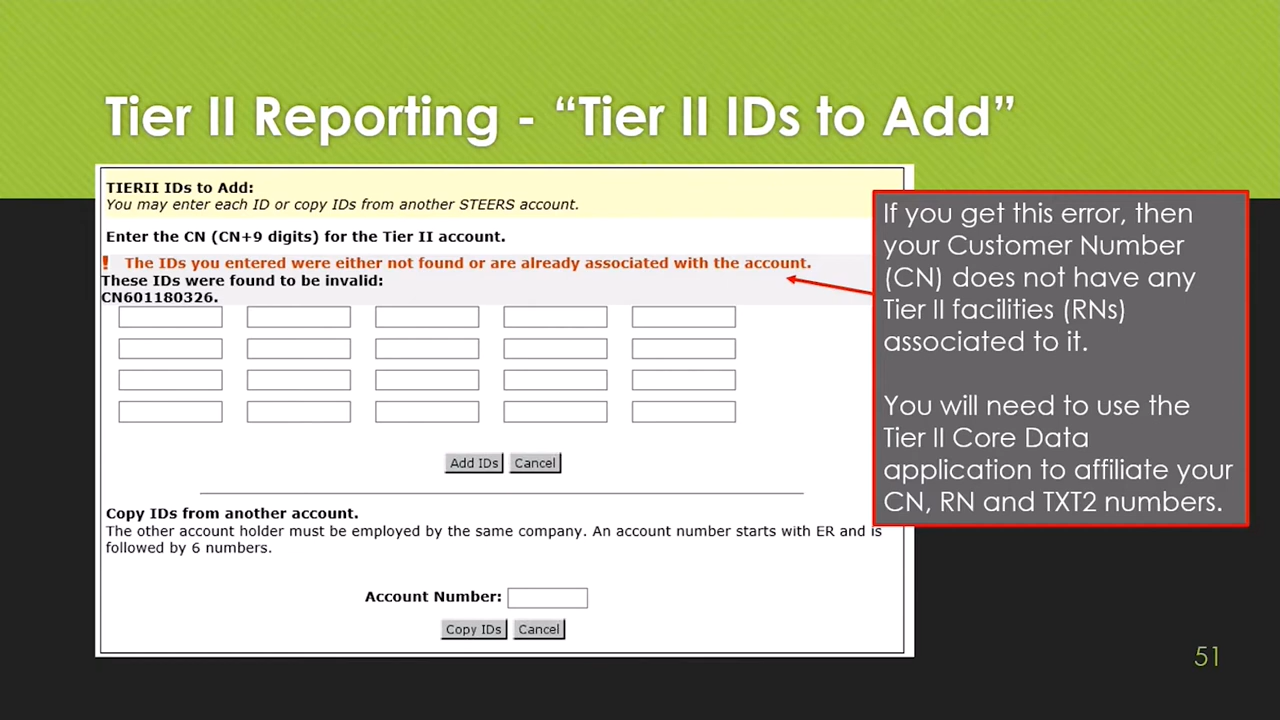 Tier II Reporting - “Tier II IDs to Add”
TIERII IDs to Add:
You may enter each ID or copy IDs from another STEERS account.
Enter the CN (CN+9 digits) for the Tier II account.
! The IDs you entered were either not found or are already associated with the account.
These IDs were found to be invalid:
CN601180326.
Add IDs Cancel
Copy IDs from another account.
The other account holder must be employed by the same company. An account number starts with ER and is
followed by 6 numbers.
Account Number:
Copy IDs Cancel
If you get this error, then
your Customer Number
(CN) does not have any
Tier II facilities (RNs)
associated to it.
You will need to use the
Tier II Core Data
application to affiliate your
CN, RN and TXT2 numbers.
51